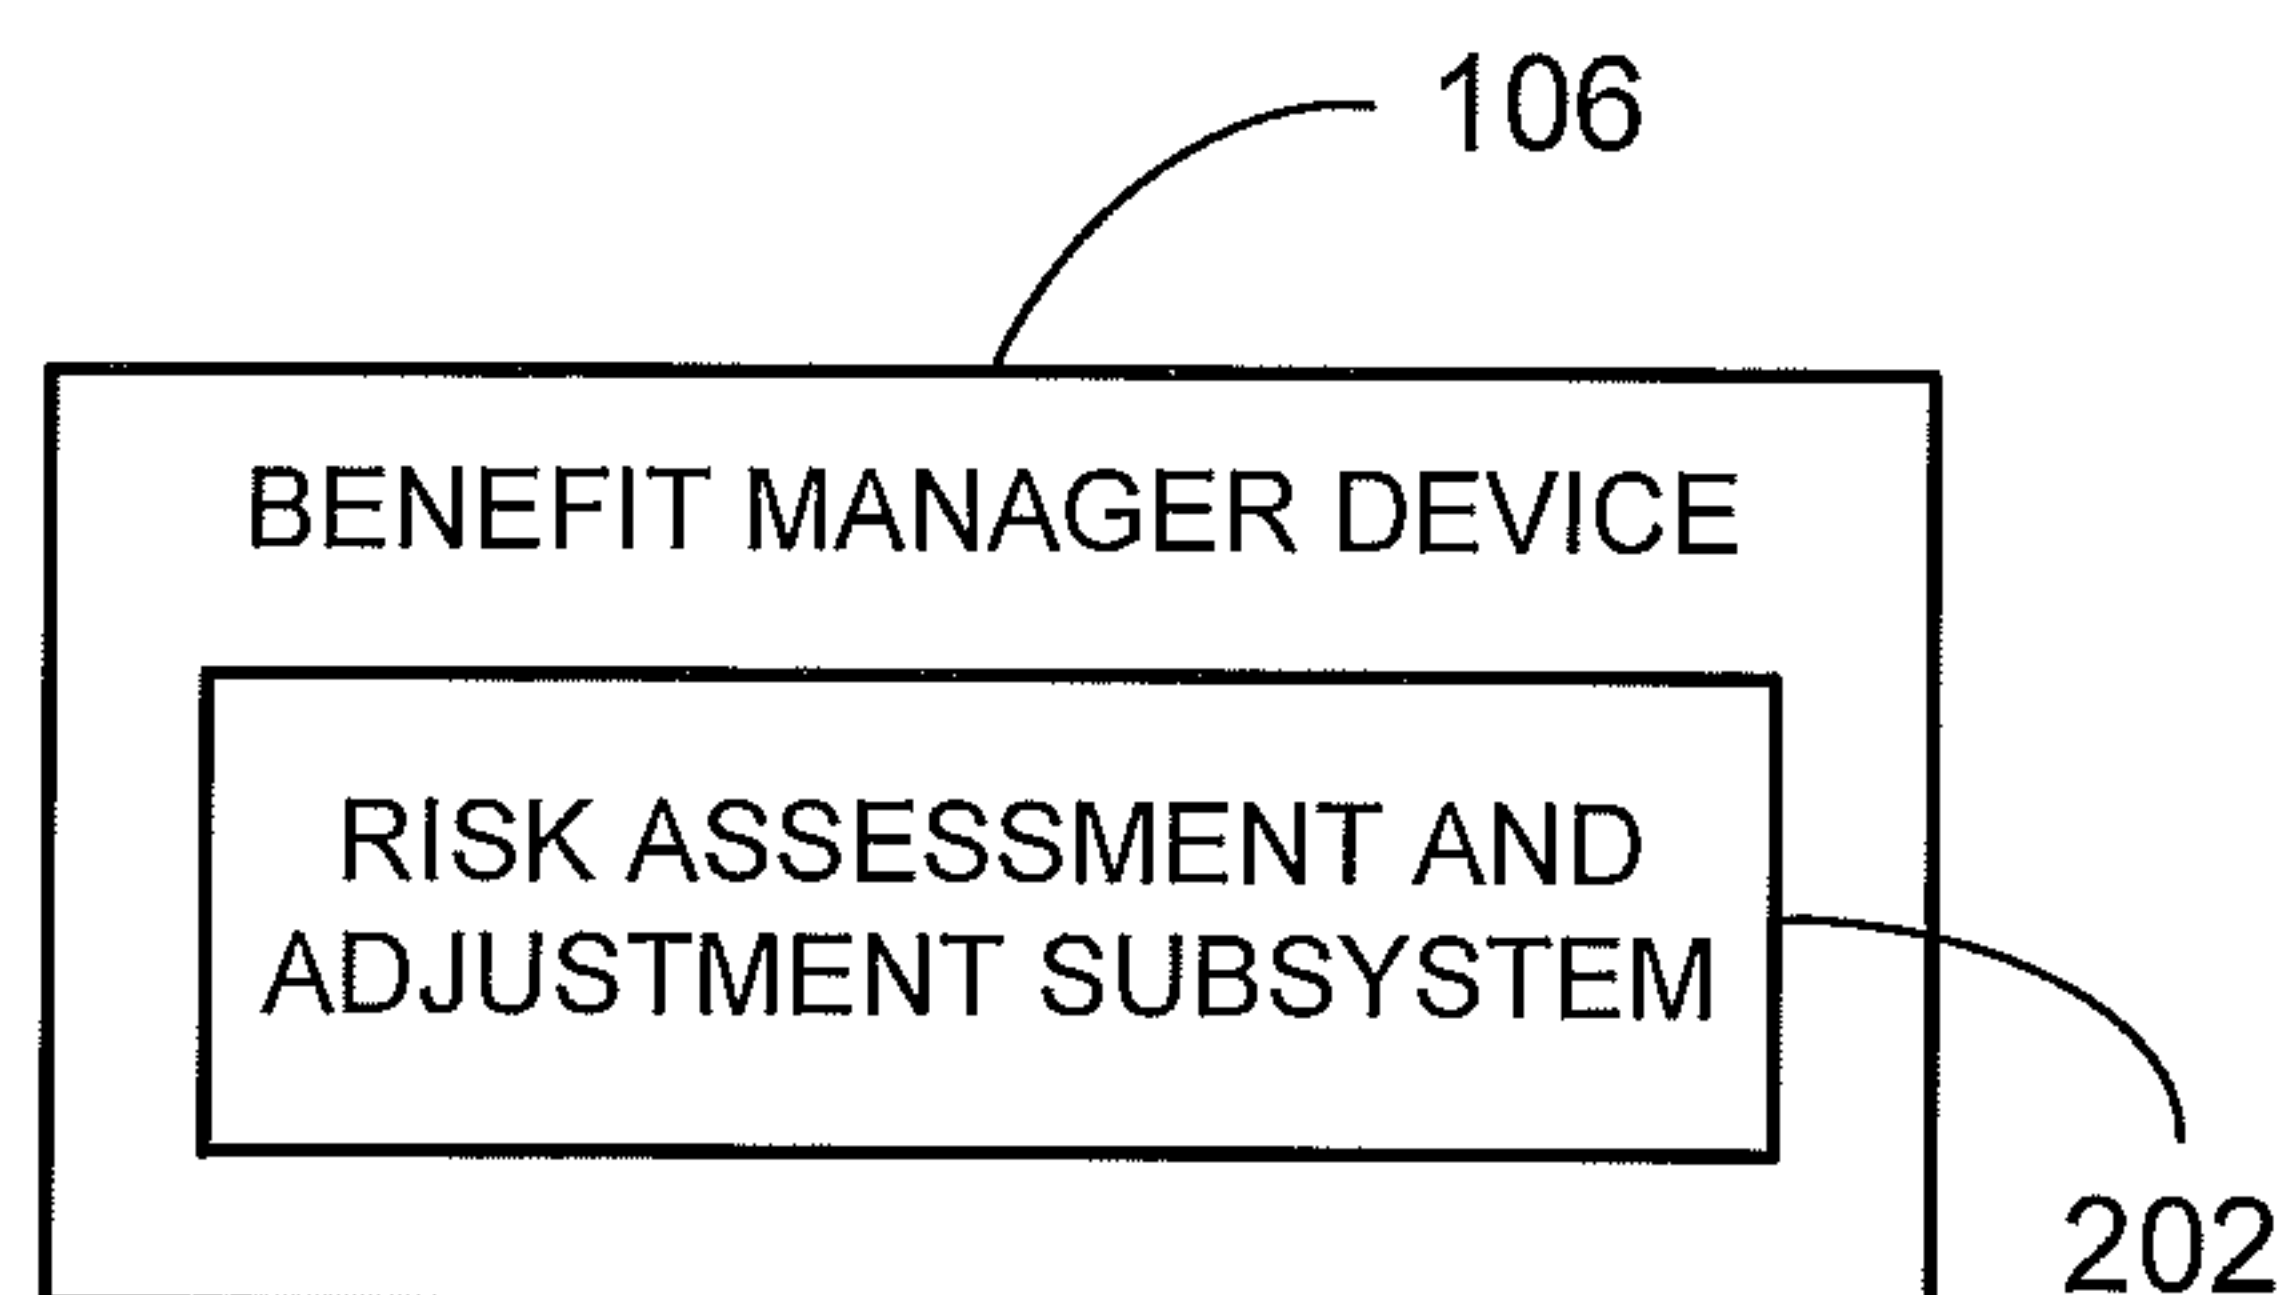 106
BENEFIT MANAGER DEVICE
RISK ASSESSMENT AND
ADJUSTMENT SUBSYSTEM
202